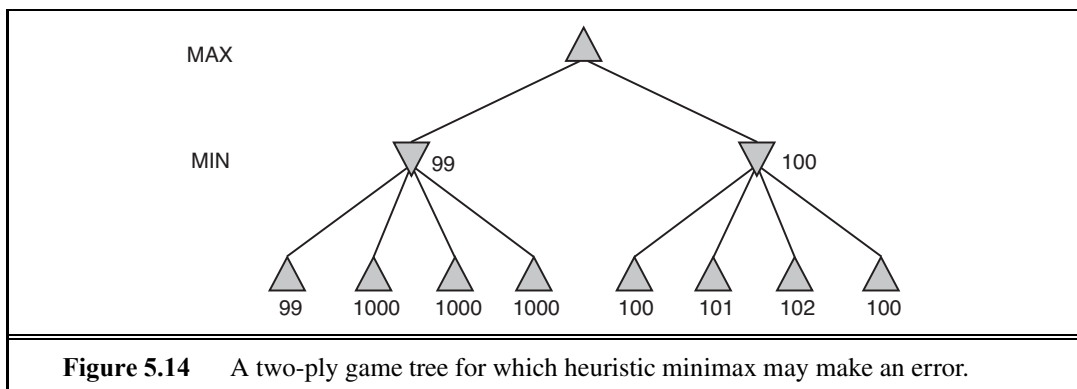 MAX
MIN
99
100
99 1000 1000 1000 100 101 102 100
Figure 5.14 A two-ply game tree for which heuristic minimax may make an error.